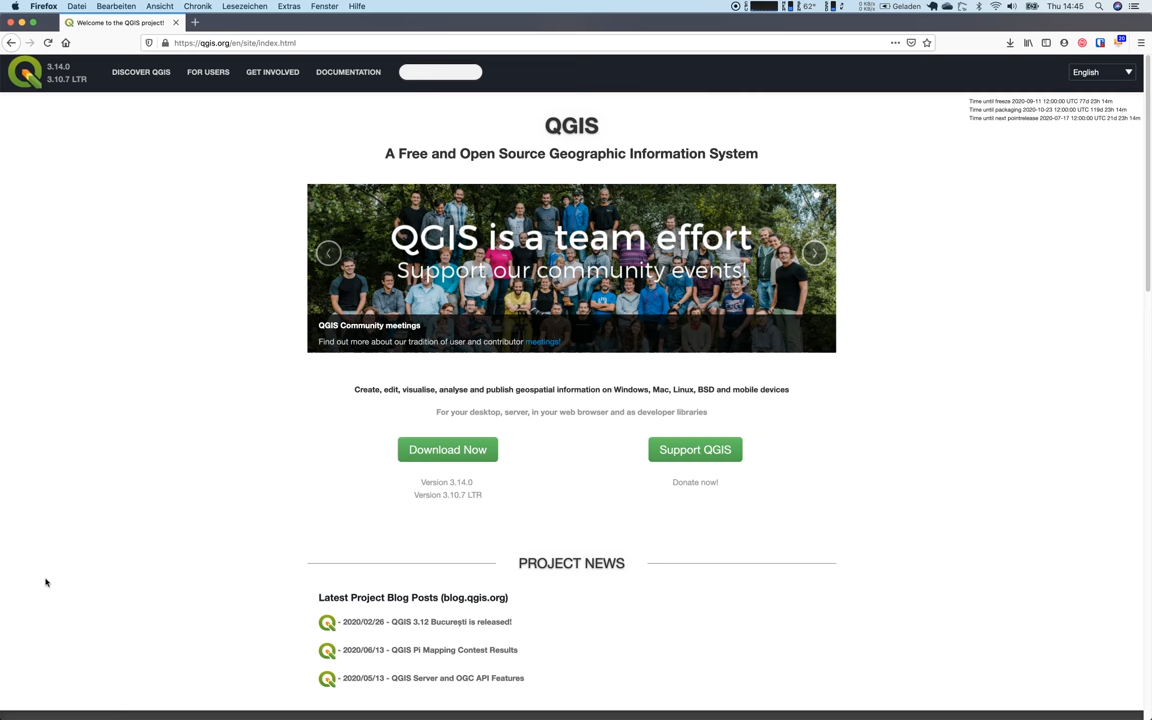 Firefox Datei Bearbeiten Ansicht Chronik Lesezeichen Extras Fenster Hilfe
62° 0 KB/s 0 KB/s Geladen Thu 14:45
Welcome to the QGIS project!
https://qgis.org/en/site/index.html
20
3.14.0
3.10.7 LTR
DISCOVER QGIS FOR USERS GET INVOLVED DOCUMENTATION
English
Time until freeze 2020-09-11 12:00:00 UTC 77d 23h 14m
Time until packaging 2020-10-23 12:00:00 UTC 119d 23h 14m
Time until next pointrelease 2020-07-17 12:00:00 UTC 21d 23h 14m
QGIS
A Free and Open Source Geographic Information System
QGIS is a team effort
Support our community events!
QGIS Community meetings
Find out more about our tradition of user and contributor meetings!
Create, edit, visualise, analyse and publish geospatial information on Windows, Mac, Linux, BSD and mobile devices
For your desktop, server, in your web browser and as developer libraries
Download Now
Support QGIS
Version 3.14.0
Version 3.10.7 LTR
Donate now!
PROJECT NEWS
Latest Project Blog Posts (blog.qgis.org)
- 2020/02/26 - QGIS 3.12 București is released!
- 2020/06/13 - QGIS Pi Mapping Contest Results
- 2020/05/13 - QGIS Server and OGC API Features